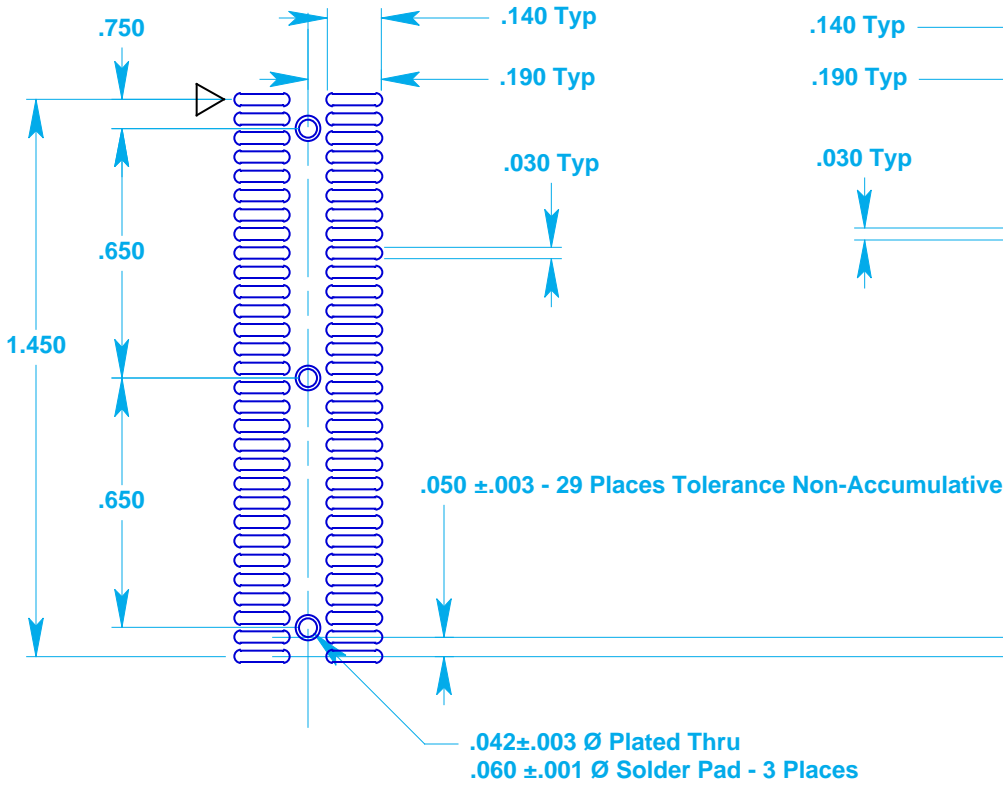 .750
.140 Typ
.140 Typ
.190 Typ
.190 Typ
.030 Typ
.030 Typ
.650
1.450
.650
.050 ±.003 - 29 Places Tolerance Non-Accumulative
.042±.003 Ø Plated Thru
.060 ±.001 Ø Solder Pad - 3 Places